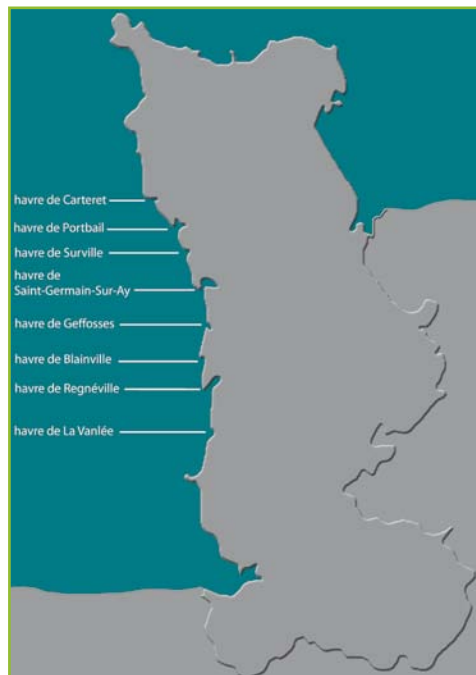 havre de Carteret
havre de Portbail
havre de Surville
havre de
Saint-Germain-Sur-Ay
havre de Geffosses
havre de Blainville
havre de Regnéville
havre de La Vanlée